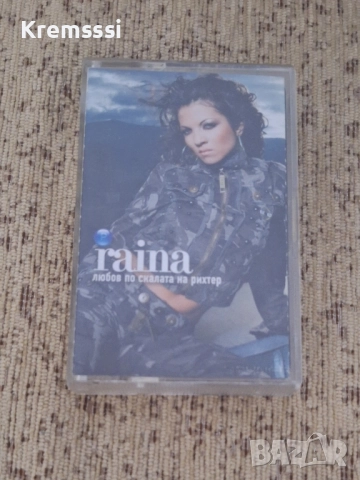 Kremsssi
raina
любов по скалата на рихтер
BAZAR